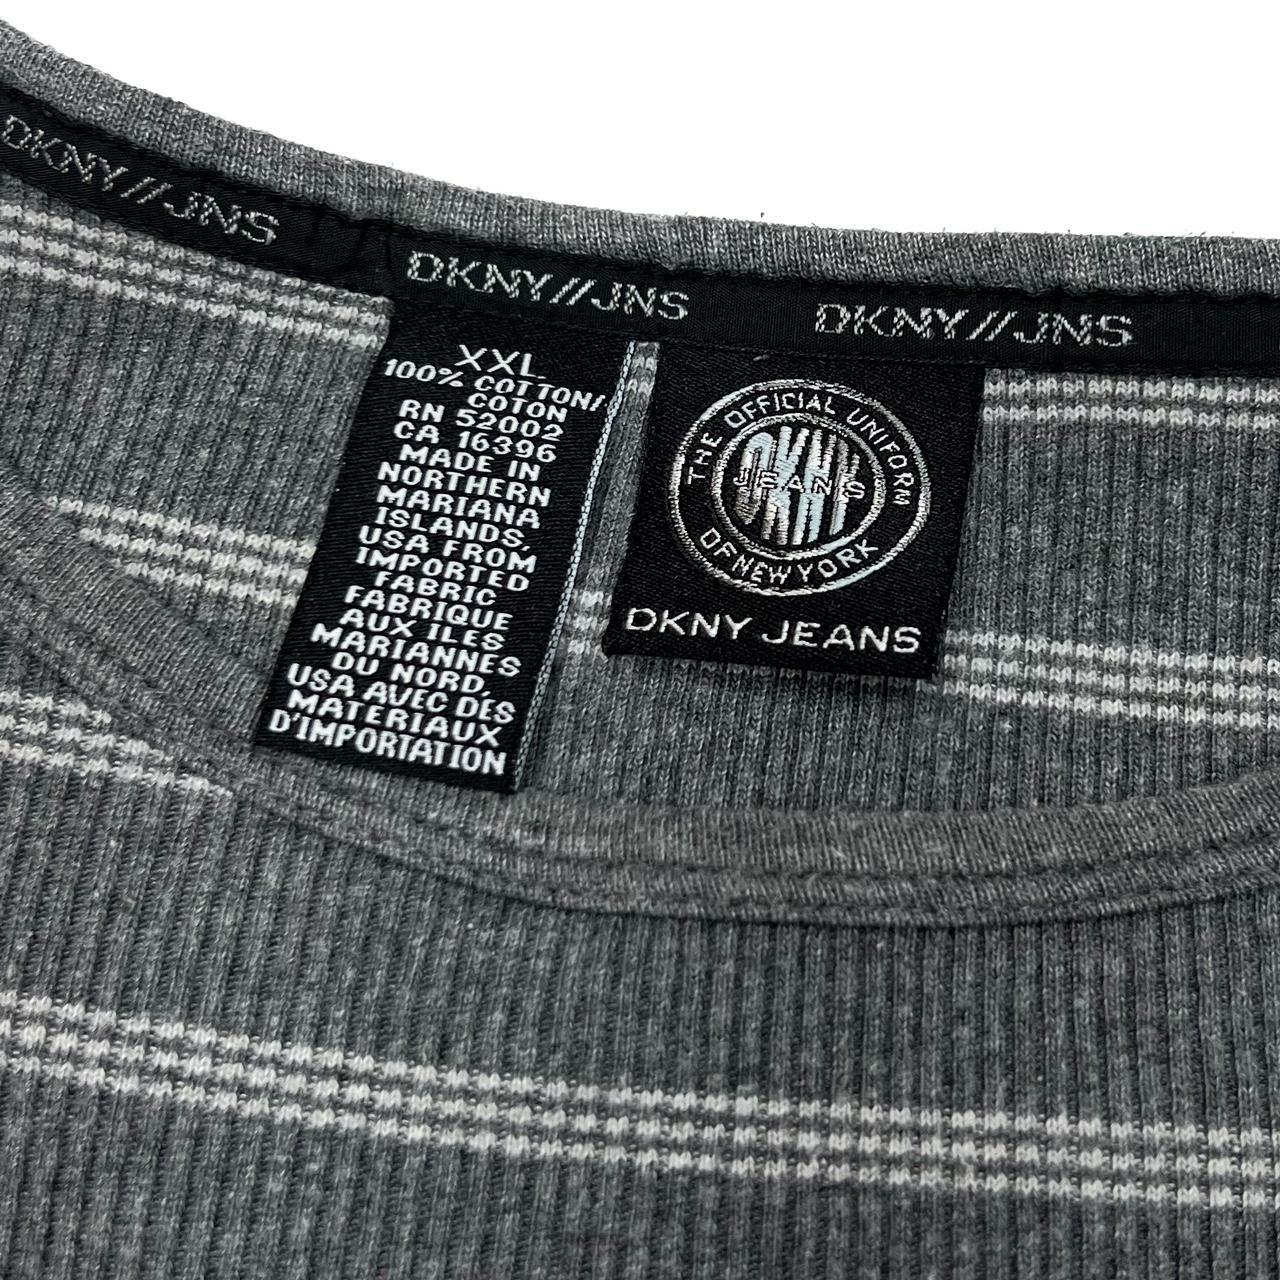 DKNY//JNS
DKNY//JNS
DKNY//JNS
XXL
100% COTTON/
COTON
RN 52002
CA 16396
MADE IN
NORTHERN
MARIANA
ISLANDS,
USA FROM
IMPORTED
FABRIC
FABRIQUE
AUX ILES
MARIANNES
DU NORD,
USA AVEC DES
MATERIAUX
D'IMPORTATION
THE OFFICIAL UNIFORM
OF NEW YORK
DKNY
JEANS
DKNY JEANS